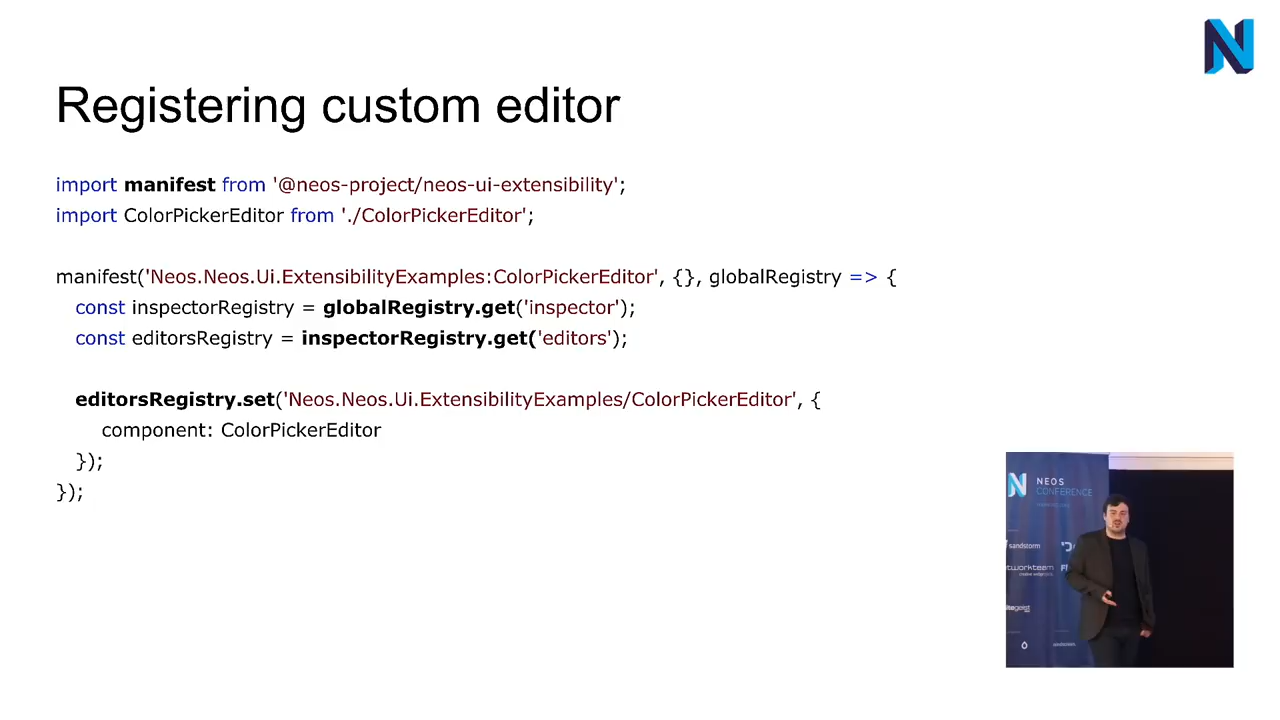 Registering custom editor
import manifest from '@neos-project/neos-ui-extensibility';
import ColorPickerEditor from './ColorPickerEditor';
manifest('Neos.Neos.Ui.ExtensibilityExamples:ColorPickerEditor', {}, globalRegistry => {
const inspectorRegistry = globalRegistry.get('inspector');
const editorsRegistry = inspectorRegistry.get('editors');
editorsRegistry.set('Neos.Neos.Ui.ExtensibilityExamples/ColorPickerEditor', {
component: ColorPickerEditor
});
});
NEOS
CONFERENCE
sandstorm